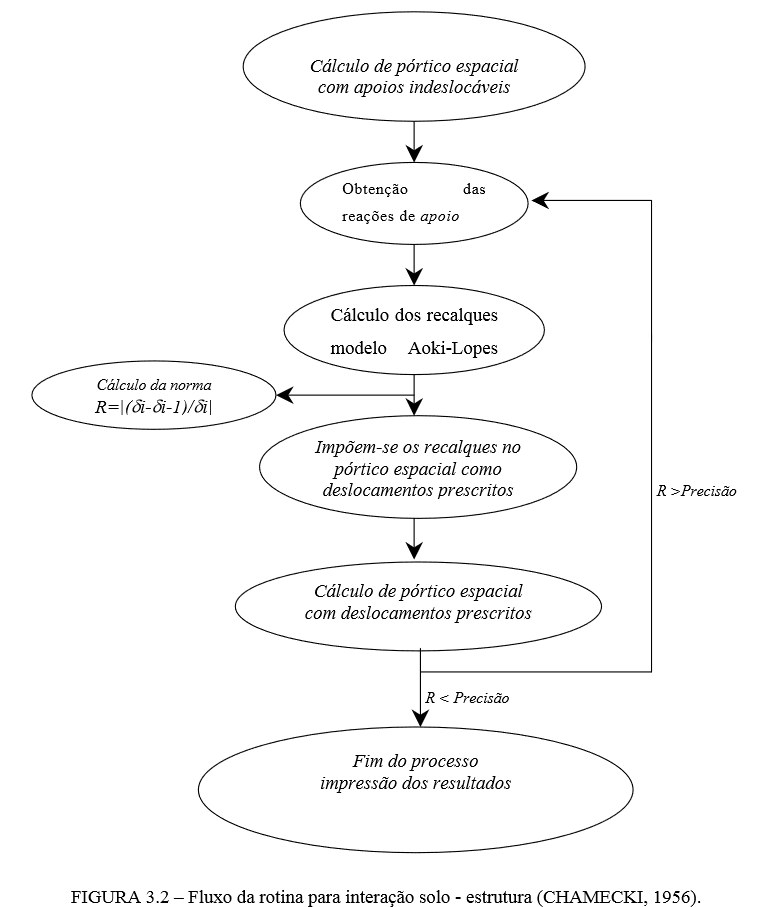 Cálculo de pórtico espacial
com apoios indeslocáveis
Obtenção das
reações de apoio
Cálculo dos recalques
modelo Aoki-Lopes
Cálculo da norma
R=|(δi-δi-1)/δi|
Impõem-se os recalques no
pórtico espacial como
deslocamentos prescritos
R >Precisão
Cálculo de pórtico espacial
com deslocamentos prescritos
R < Precisão
Fim do processo
impressão dos resultados
FIGURA 3.2 – Fluxo da rotina para interação solo - estrutura (CHAMECKI, 1956).